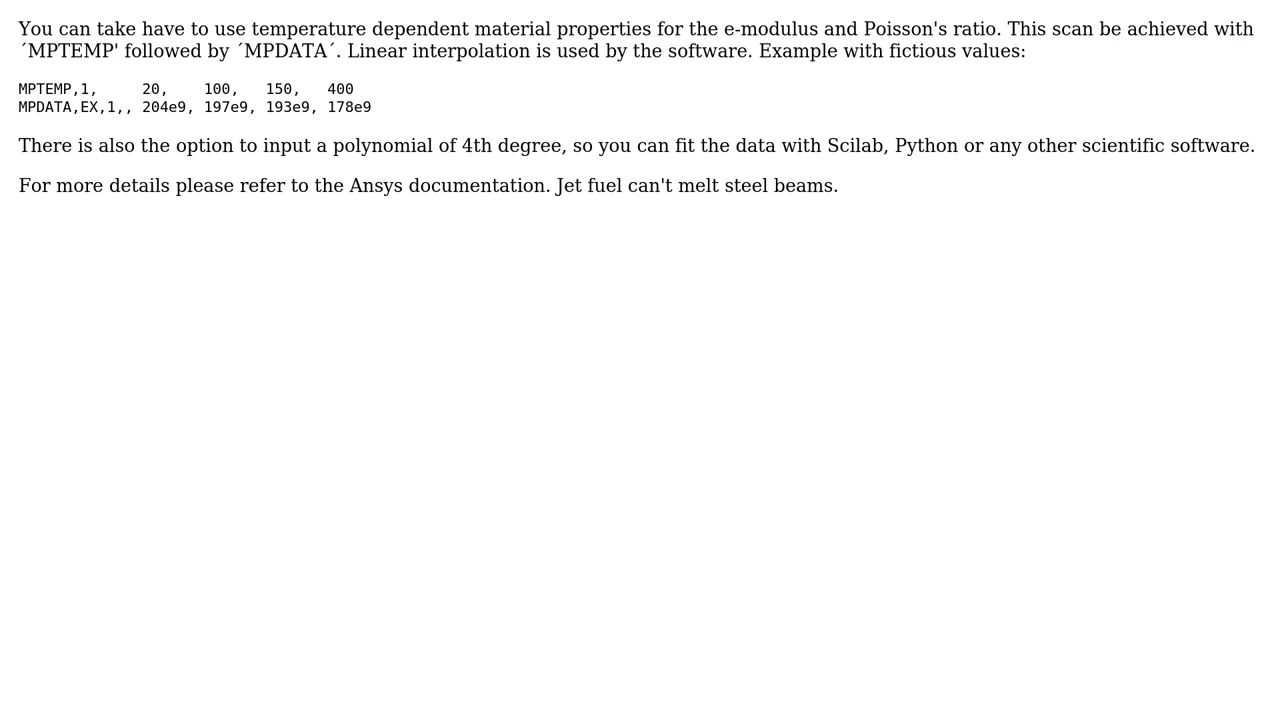 You can take have to use temperature dependent material properties for the e-modulus and Poisson's ratio. This scan be achieved with
´MPTEMP' followed by ´MPDATA´. Linear interpolation is used by the software. Example with fictious values:
MPTEMP,1,     20,    100,   150,   400
MPDATA,EX,1,, 204e9, 197e9, 193e9, 178e9
There is also the option to input a polynomial of 4th degree, so you can fit the data with Scilab, Python or any other scientific software.
For more details please refer to the Ansys documentation. Jet fuel can't melt steel beams.